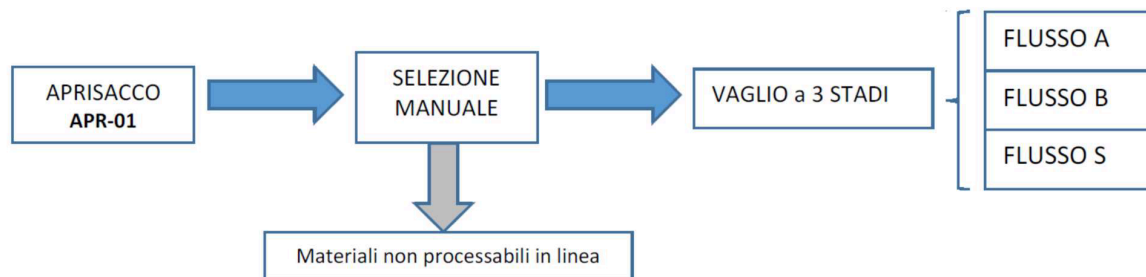 APRISACCO
APR-01
SELEZIONE
MANUALE
VAGLIO a 3 STADI
FLUSSO A
FLUSSO B
FLUSSO S
Materiali non processabili in linea